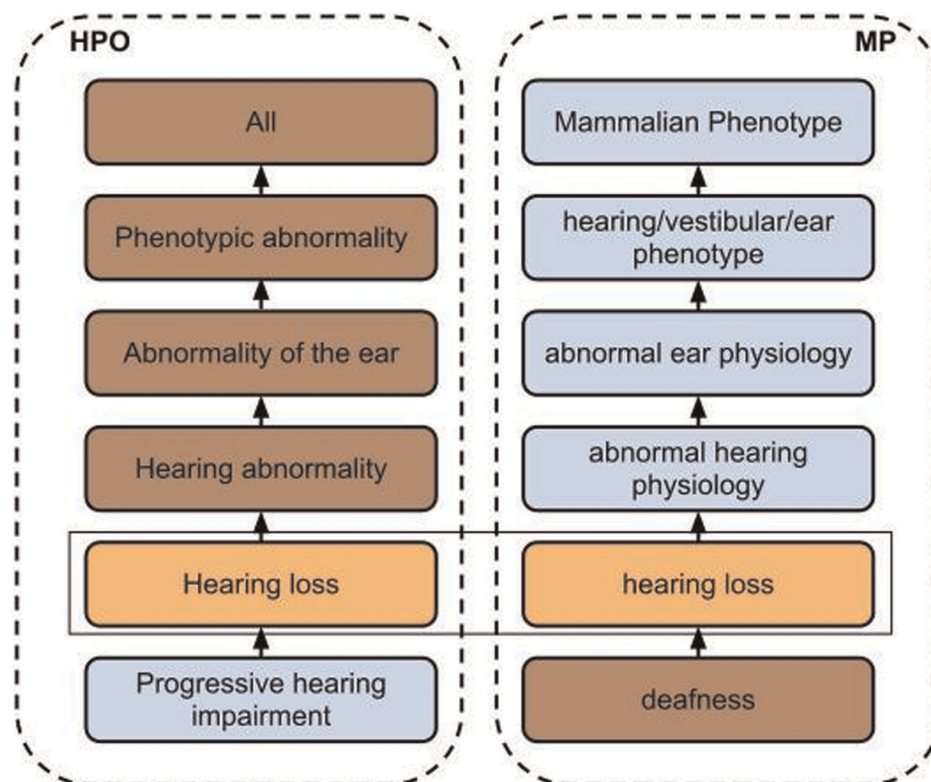 HPO
All
Phenotypic abnormality
Abnormality of the ear
Hearing abnormality
Hearing loss
Progressive hearing
impairment
MP
Mammalian Phenotype
hearing/vestibular/ear
phenotype
abnormal ear physiology
abnormal hearing
physiology
hearing loss
deafness